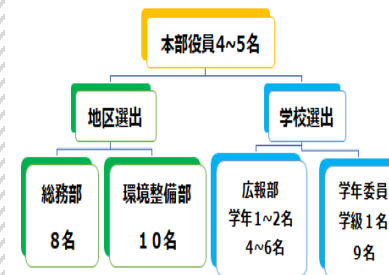 本部役員4~5名
地区選出
学校選出
総務部
8名
環境整備部
10名
広報部
学年1~2名
4~6名
学年委員
学級1名
9名